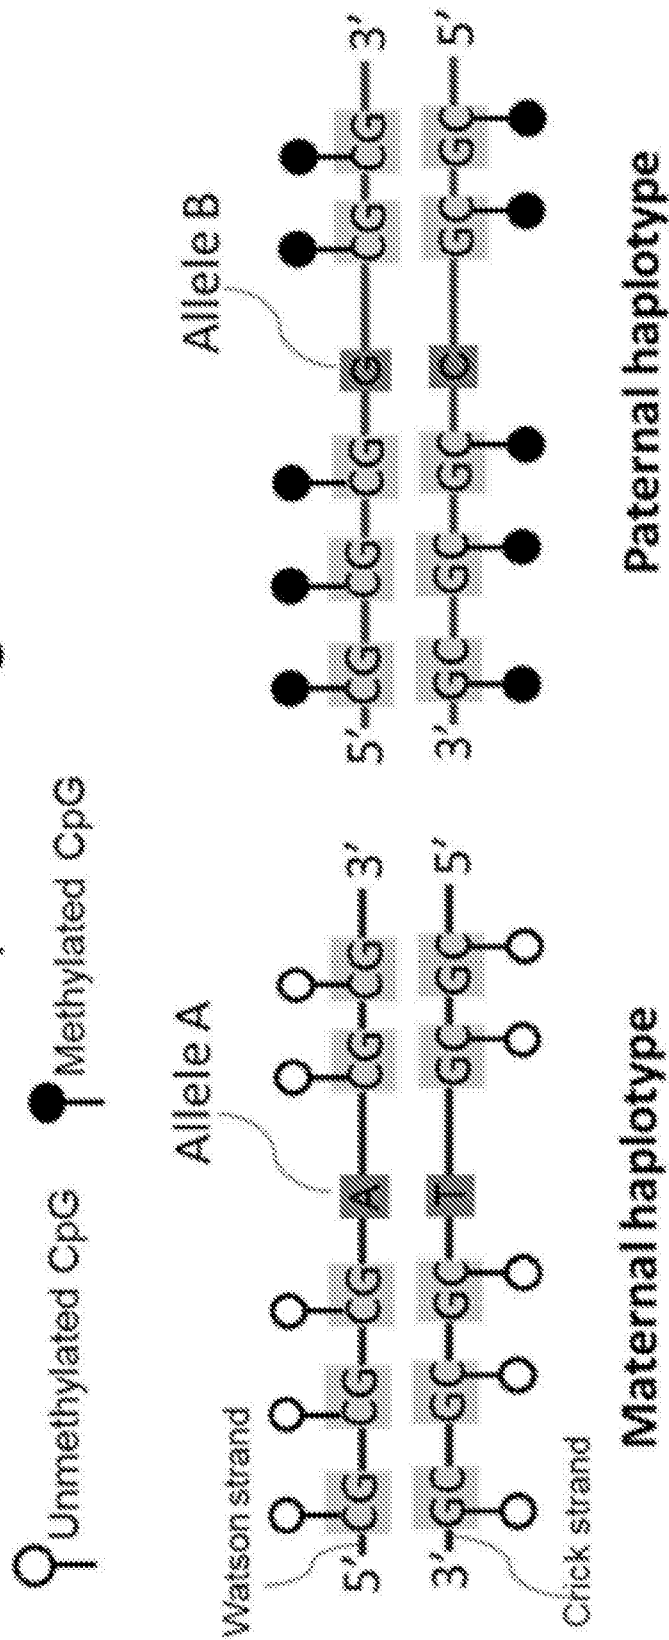 Unmethylated CpG
Methylated CpG
Watson strand
Allele A
5’ CG CG CG A CG CG 3’
3’ GC GC GC T GC GC 5’
Crick strand
Maternal haplotype
Allele B
5’ CG CG CG G CG CG 3’
3’ GC GC GC C GC GC 5’
Paternal haplotype